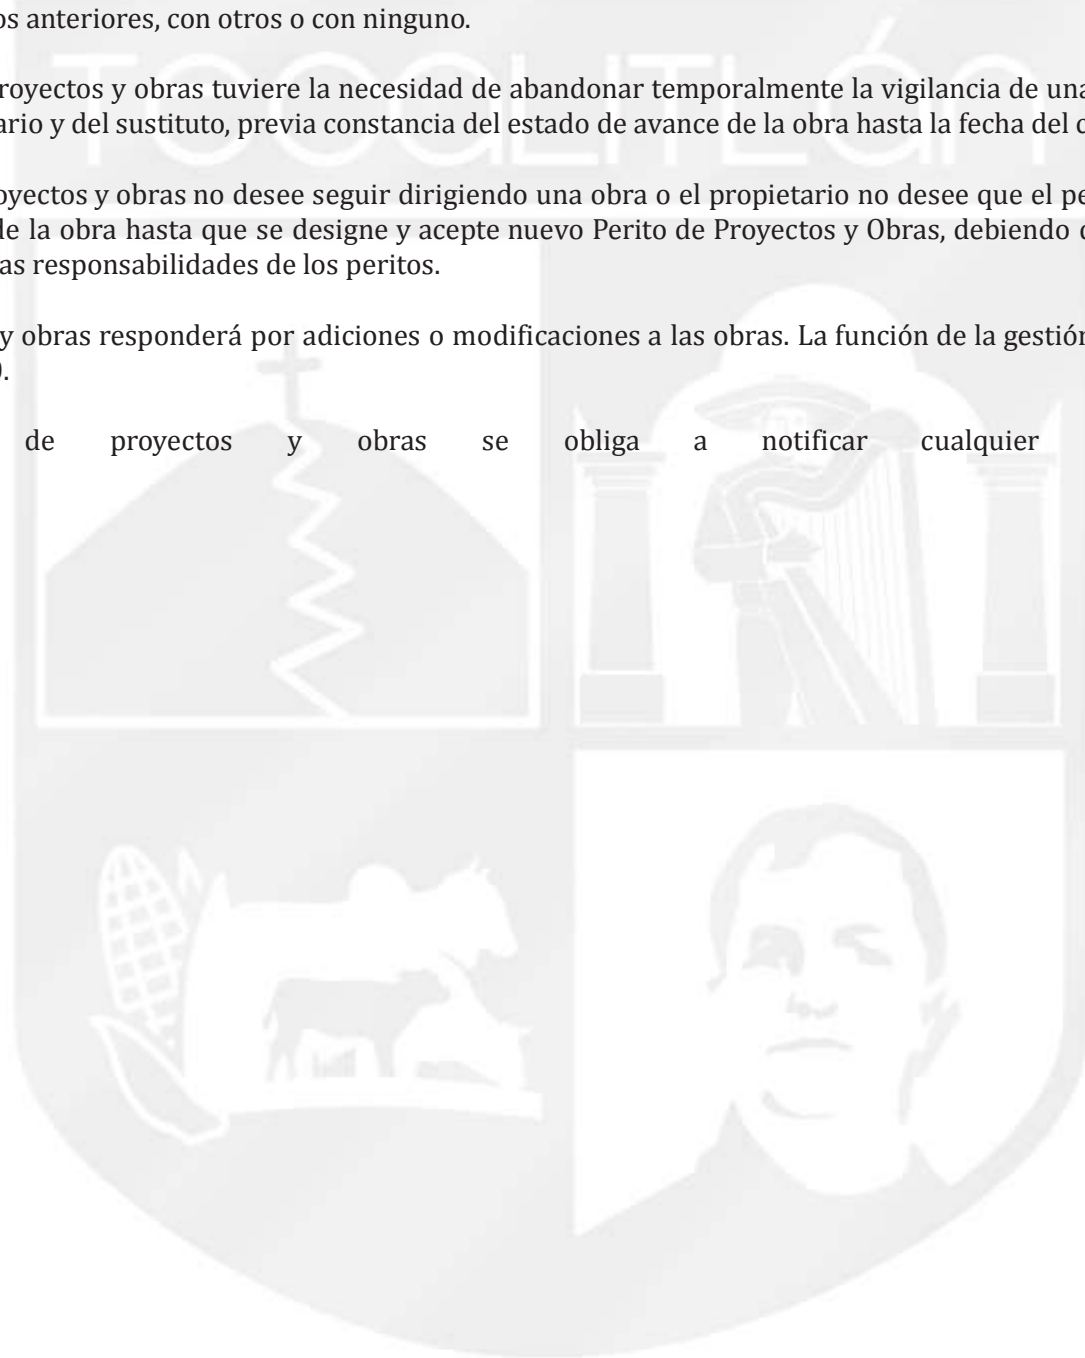 os anteriores, con otros o con ninguno.
TOCALITLÁN
royectos y obras tuviere la necesidad de abandonar temporalmente la vigilancia de una
ario y del sustituto, previa constancia del estado de avance de la obra hasta la fecha del
oyectos y obras no desee seguir dirigiendo una obra o el propietario no desee que el pe
de la obra hasta que se designe y acepte nuevo Perito de Proyectos y Obras, debiendo
as responsabilidades de los peritos.
y obras responderá por adiciones o modificaciones a las obras. La función de la gestión
).
de proyectos y obras se obliga a notificar cualquier